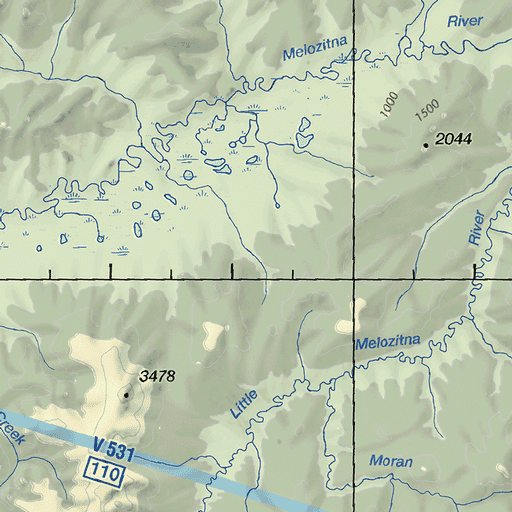 River
Melozitna
1000
1500
2044
River
Melozitna
3478
Little
Creek
V 531
110
Moran